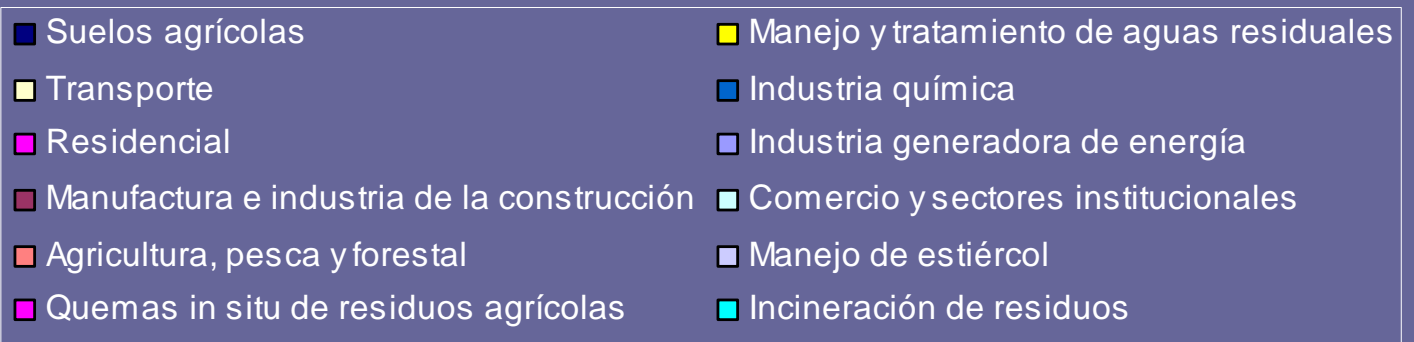 Suelos agrícolas
Manejo y tratamiento de aguas residuales
Transporte
Industria química
Residencial
Industria generadora de energía
Manufactura e industria de la construcción
Comercio y sectores institucionales
Agricultura, pesca y forestal
Manejo de estiércol
Quemas in situ de residuos agrícolas
Incineración de residuos